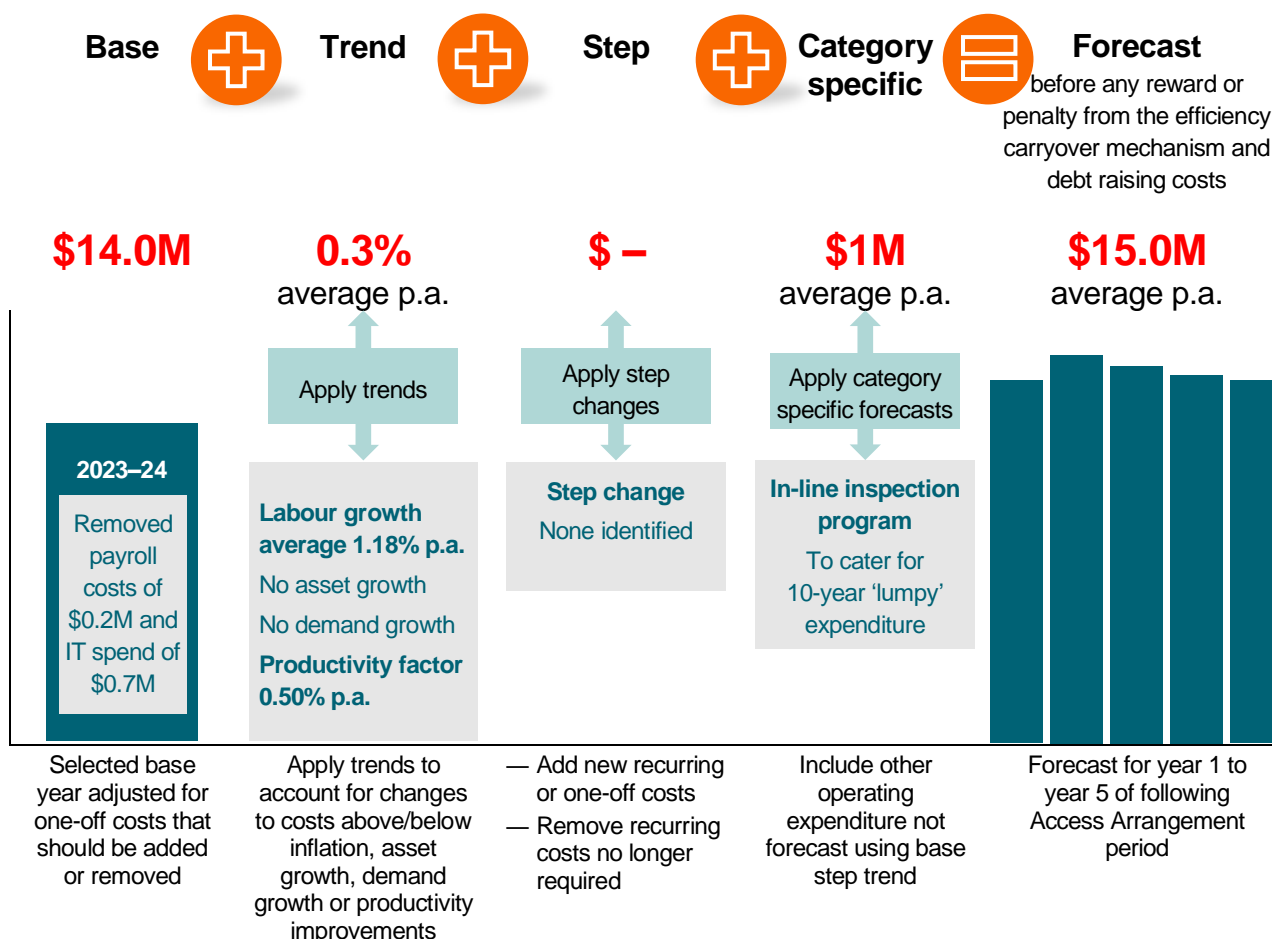 Base
Trend
Step
Category
specific
Forecast
before any reward or
penalty from the efficiency
carryover mechanism and
debt raising costs
$14.0M
0.3%
average p.a.
$ –
$1M
average p.a.
$15.0M
average p.a.
2023–24
Removed
payroll
costs of
$0.2M and
IT spend of
$0.7M
Apply trends
Labour growth
average 1.18% p.a.
No asset growth
No demand growth
Productivity factor
0.50% p.a.
Apply step
changes
Step change
None identified
Apply category
specific forecasts
In-line inspection
program
To cater for
10-year ‘lumpy’
expenditure
Selected base
year adjusted for
one-off costs that
should be added
or removed
Apply trends to
account for changes
to costs above/below
inflation, asset
growth, demand
growth or productivity
improvements
— Add new recurring
or one-off costs
— Remove recurring
costs no longer
required
Include other
operating
expenditure not
forecast using base
step trend
Forecast for year 1 to
year 5 of following
Access Arrangement
period